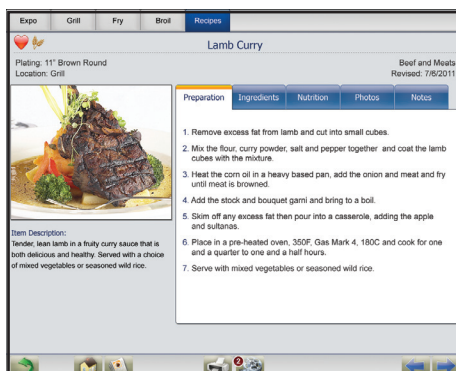 Expo Grill Fry Broil Recipes
Lamb Curry
Plating: 11" Brown Round
Location: Grill
Beef and Meats
Revised: 7/6/2011
Preparation Ingredients Nutrition Photos Notes
1. Remove excess fat from lamb and cut into small cubes.
2. Mix the flour, curry powder, salt and pepper together and coat the lamb
cubes with the mixture.
3. Heat the corn oil in a heavy based pan, add the onion and meat and fry
until meat is browned.
4. Add the stock and bouquet garni and bring to a boil.
5. Skim off any excess fat then pour into a casserole, adding the apple
and sultanas.
6. Place in a pre-heated oven, 350F, Gas Mark 4, 180C and cook for one
and a quarter to one and a half hours.
7. Serve with mixed vegetables or seasoned wild rice.
Item Description:
Tender, lean lamb in a fruity curry sauce that is
both delicious and healthy. Served with a choice
of mixed vegetables or seasoned wild rice.
2